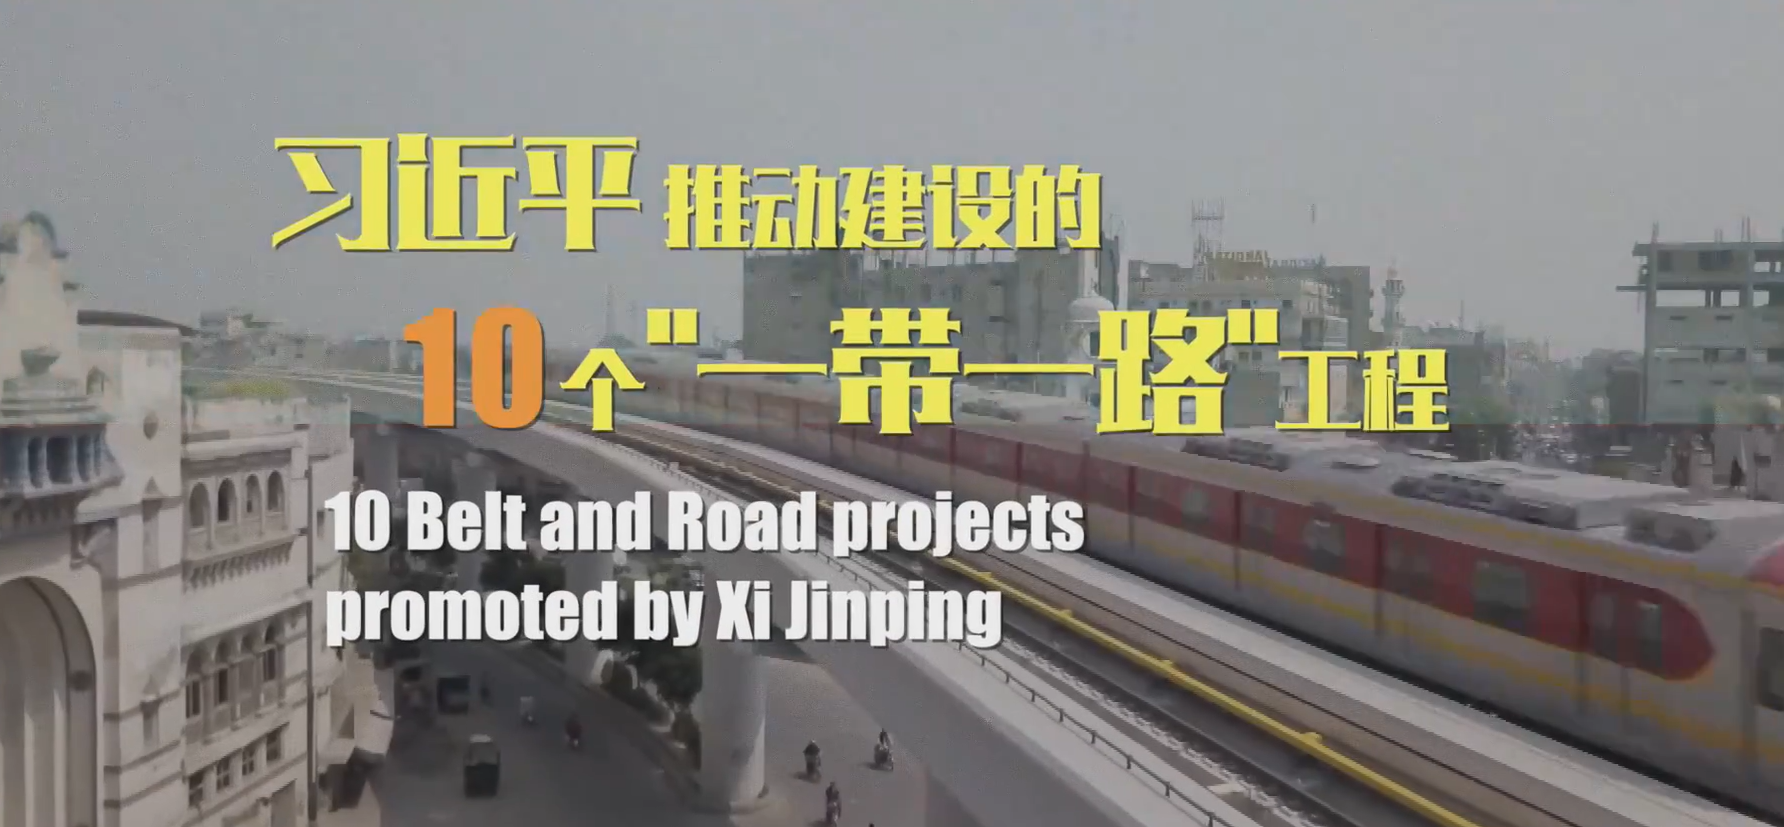 习近平推动建设的
10个"一带一路"工程
10 Belt and Road projects
promoted by Xi Jinping
NATIONAL